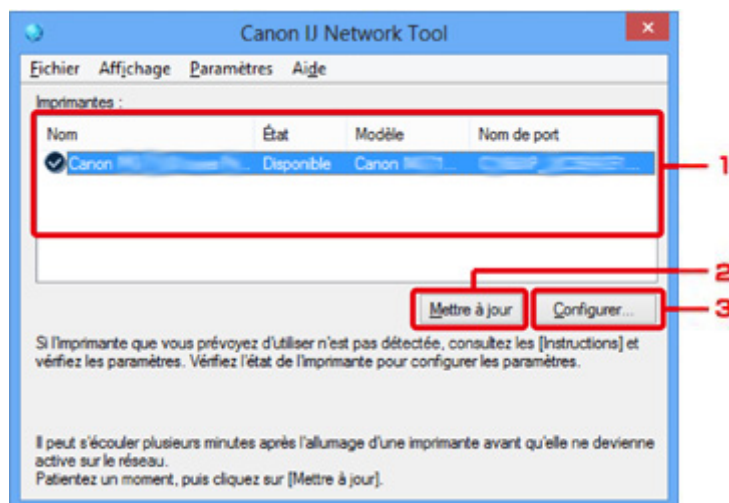 Canon IJ Network Tool
Fichier Affichage Paramètres Aide
Imprimantes :
Nom État Modèle Nom de port
1
Canon Disponible Canon
2
Mettre à jour Configurer...
3
Si l'imprimante que vous prévoyez d'utiliser n'est pas détectée, consultez les [Instructions] et
vérifiez les paramètres. Vérifiez l'état de l'imprimante pour configurer les paramètres.
Il peut s'écouler plusieurs minutes après l'allumage d'une imprimante avant qu'elle ne devienne
active sur le réseau.
Patientez un moment, puis cliquez sur [Mettre à jour].